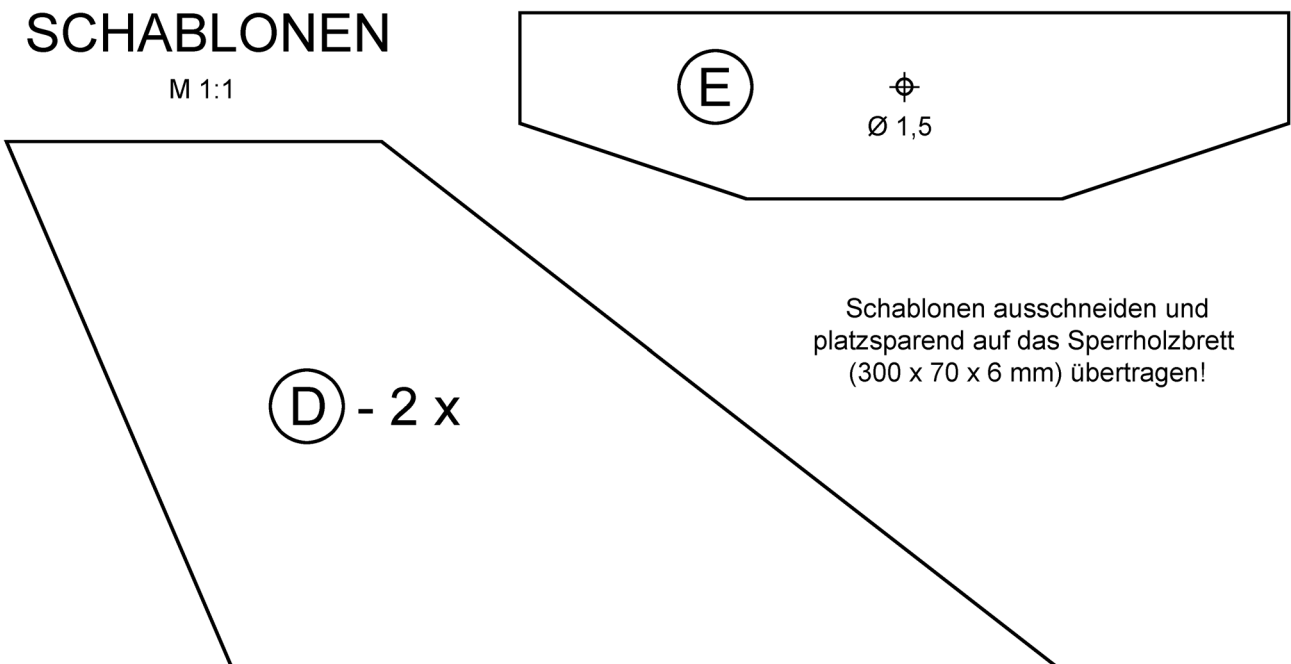 SCHABLONEN
M 1:1
E
Ø 1,5
Schablonen ausschneiden und
platzsparend auf das Sperrholzbrett
(300 x 70 x 6 mm) übertragen!
D - 2 x